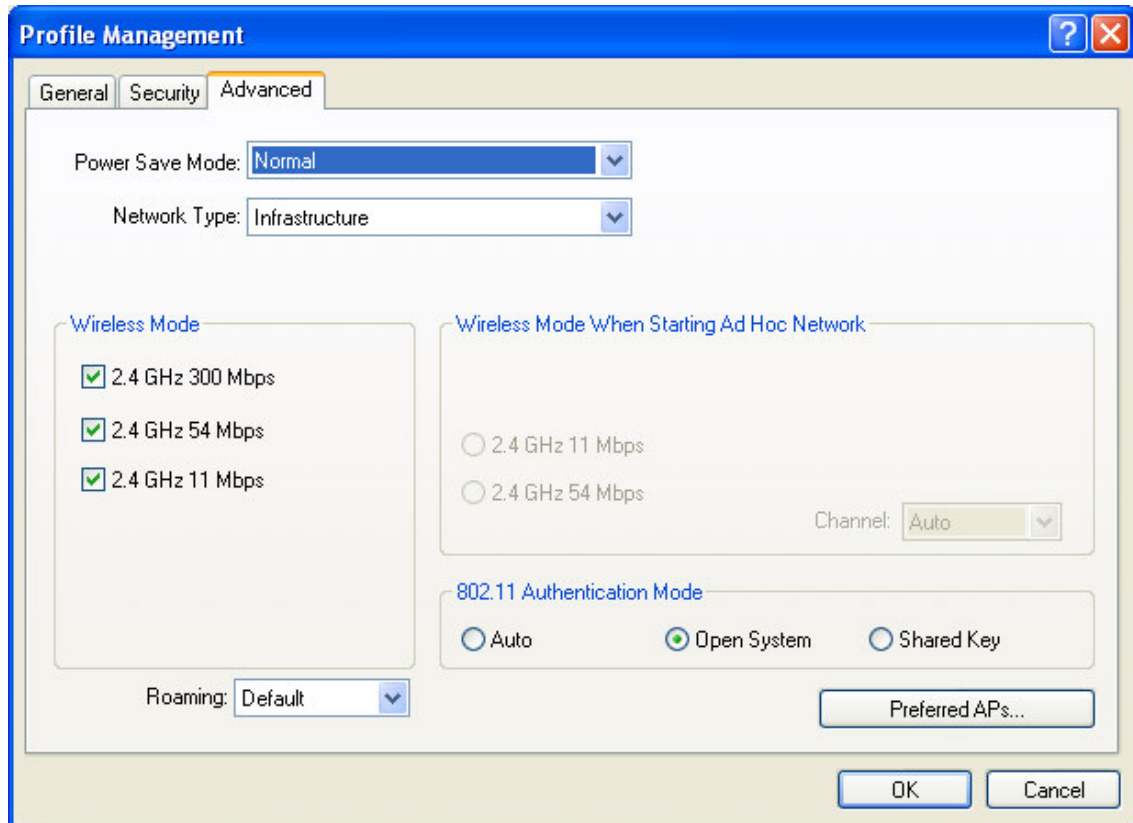 Profile Management
General Security Advanced
Power Save Mode: Normal
Network Type: Infrastructure
Wireless Mode
2.4 GHz 300 Mbps
2.4 GHz 54 Mbps
2.4 GHz 11 Mbps
Wireless Mode When Starting Ad Hoc Network
2.4 GHz 11 Mbps
2.4 GHz 54 Mbps
Channel: Auto
802.11 Authentication Mode
Auto Open System Shared Key
Roaming: Default
Preferred APs...
OK Cancel